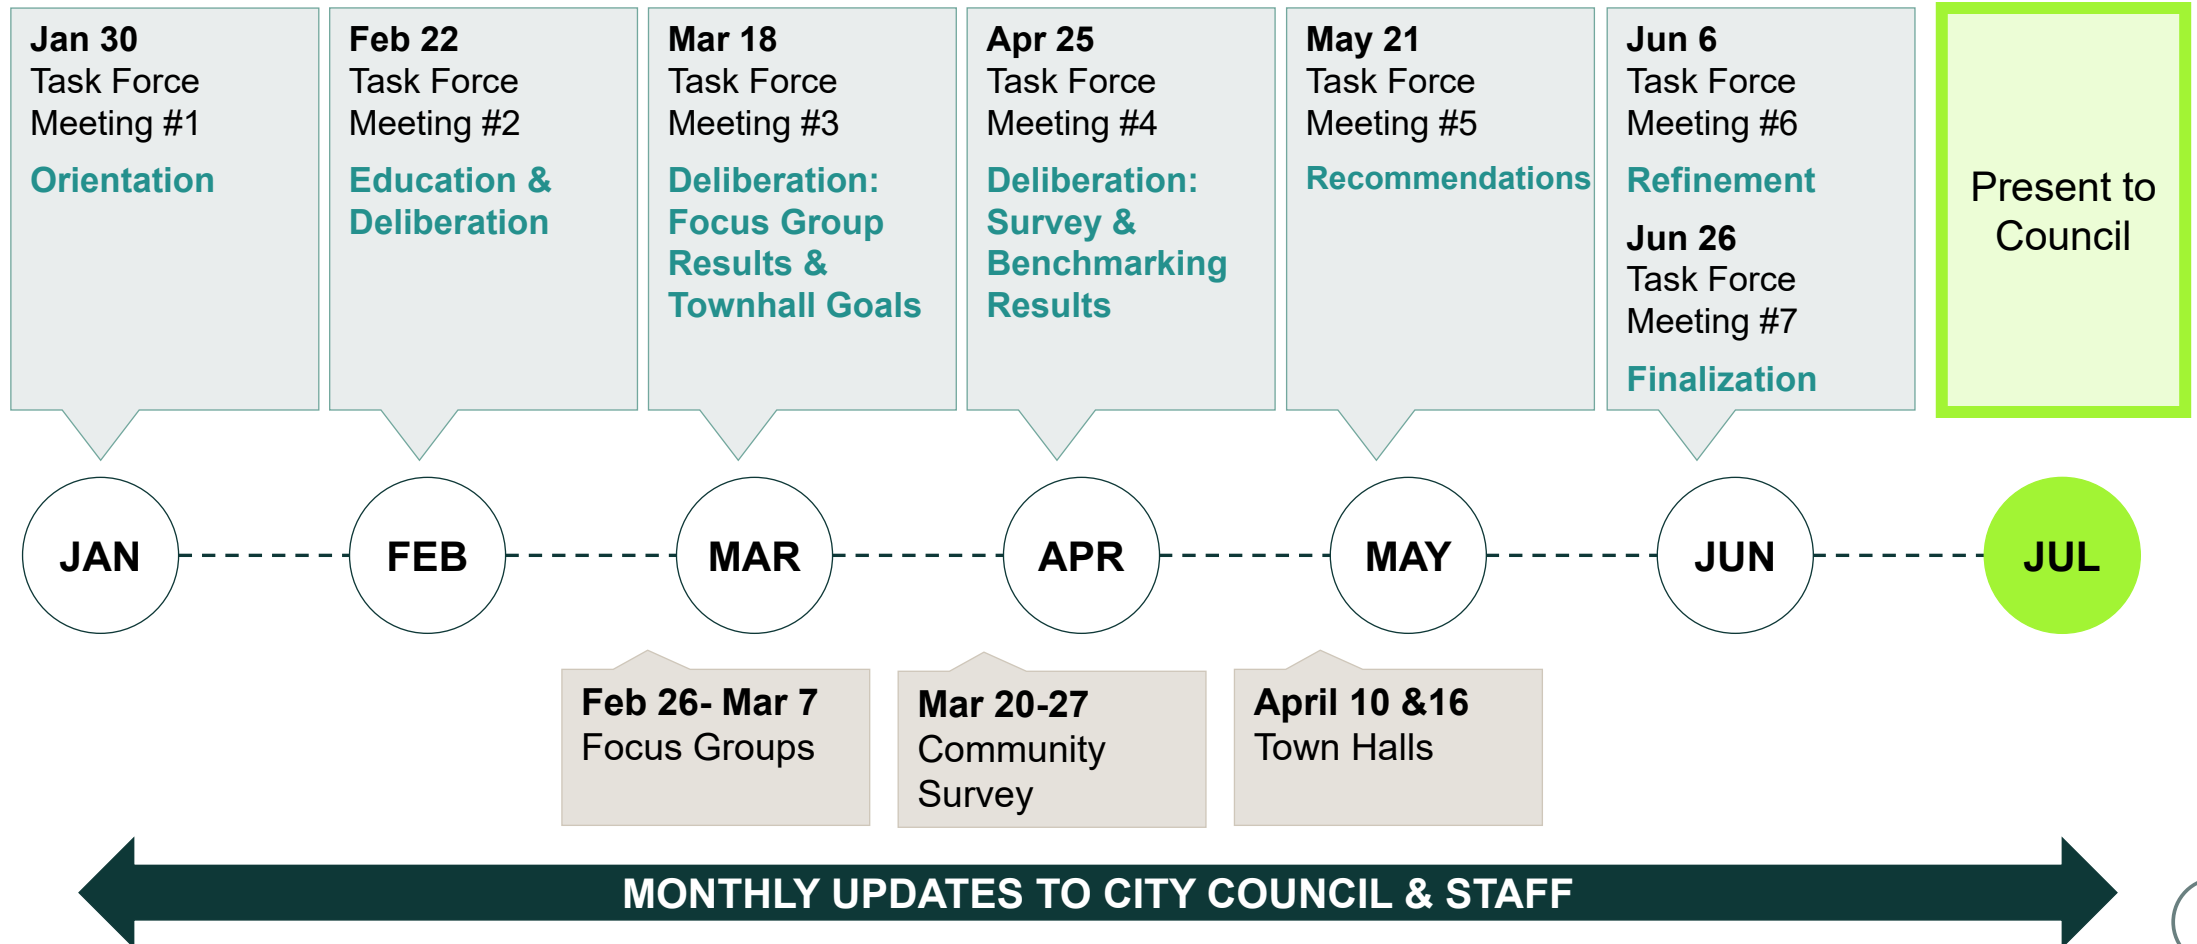 Jan 30
Task Force
Meeting #1
Orientation
Feb 22
Task Force
Meeting #2
Education &
Deliberation
Mar 18
Task Force
Meeting #3
Deliberation:
Focus Group
Results &
Townhall Goals
Apr 25
Task Force
Meeting #4
Deliberation:
Survey &
Benchmarking
Results
May 21
Task Force
Meeting #5
Recommendations
Jun 6
Task Force
Meeting #6
Refinement
Jun 26
Task Force
Meeting #7
Finalization
Present to
Council
JAN
FEB
MAR
APR
MAY
JUN
JUL
Feb 26- Mar 7
Focus Groups
Mar 20-27
Community
Survey
April 10 &16
Town Halls
MONTHLY UPDATES TO CITY COUNCIL & STAFF